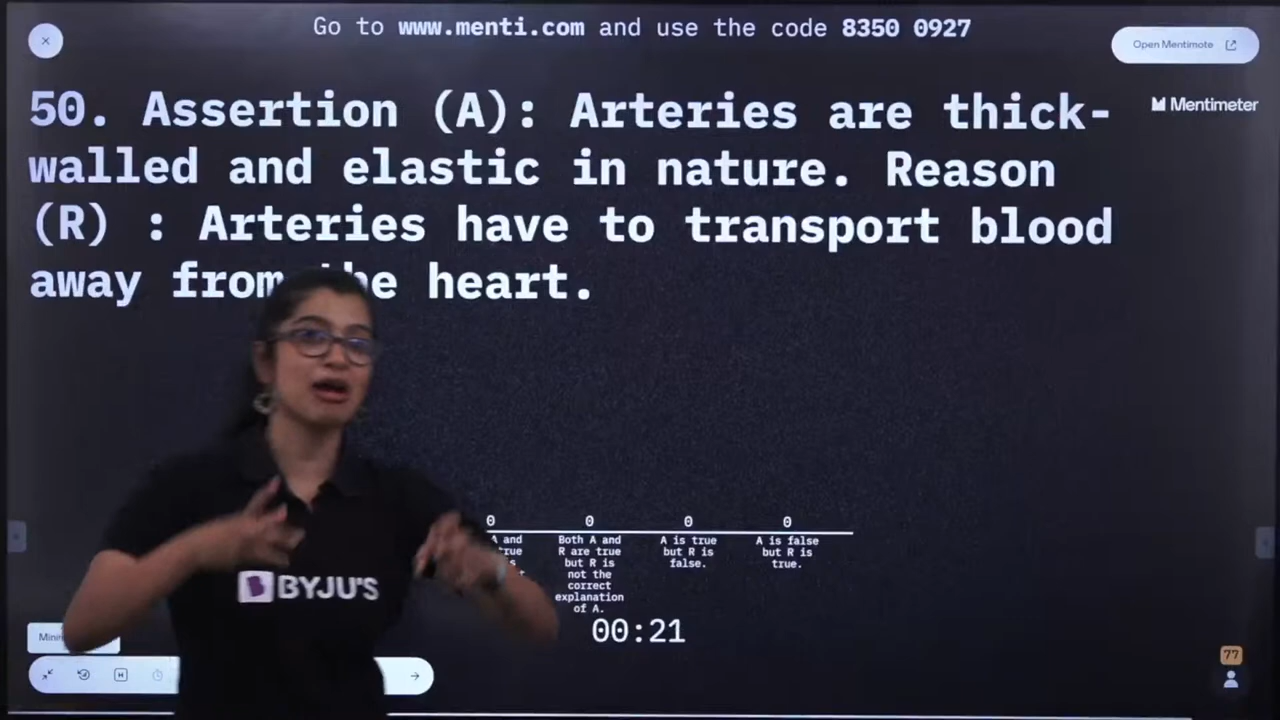 Go to www.menti.com and use the code 8350 0927
Open Mentimote
Mentimeter
50. Assertion (A): Arteries are thick-
walled and elastic in nature. Reason
(R) : Arteries have to transport blood
away from the heart.
0 0 0 0
A and
Both A and
R are true
but R is
not the
correct
explanation
of A.
A is true
but R is
false.
A is false
but R is
true.
00:21
BYJU'S
H
77